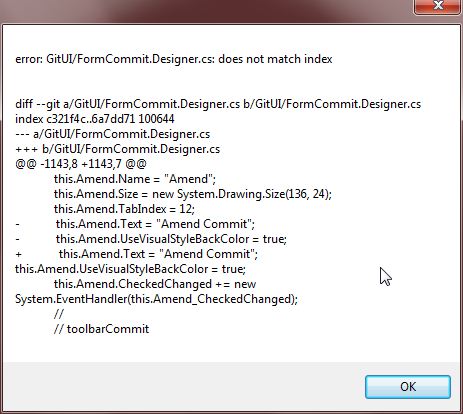 error: GitUI/FormCommit.Designer.cs: does not match index
diff --git a/GitUI/FormCommit.Designer.cs b/GitUI/FormCommit.Designer.cs
index c321f4c..6a7dd71 100644
--- a/GitUI/FormCommit.Designer.cs
+++ b/GitUI/FormCommit.Designer.cs
@@ -1143,8 +1143,7 @@
this.Amend.Name = "Amend";
this.Amend.Size = new System.Drawing.Size(136, 24);
this.Amend.TabIndex = 12;
- this.Amend.Text = "Amend Commit";
- this.Amend.UseVisualStyleBackColor = true;
+ this.Amend.Text = "Amend Commit";
this.Amend.UseVisualStyleBackColor = true;
this.Amend.CheckedChanged += new
System.EventHandler(this.Amend_CheckedChanged);
//
// toolbarCommit
OK